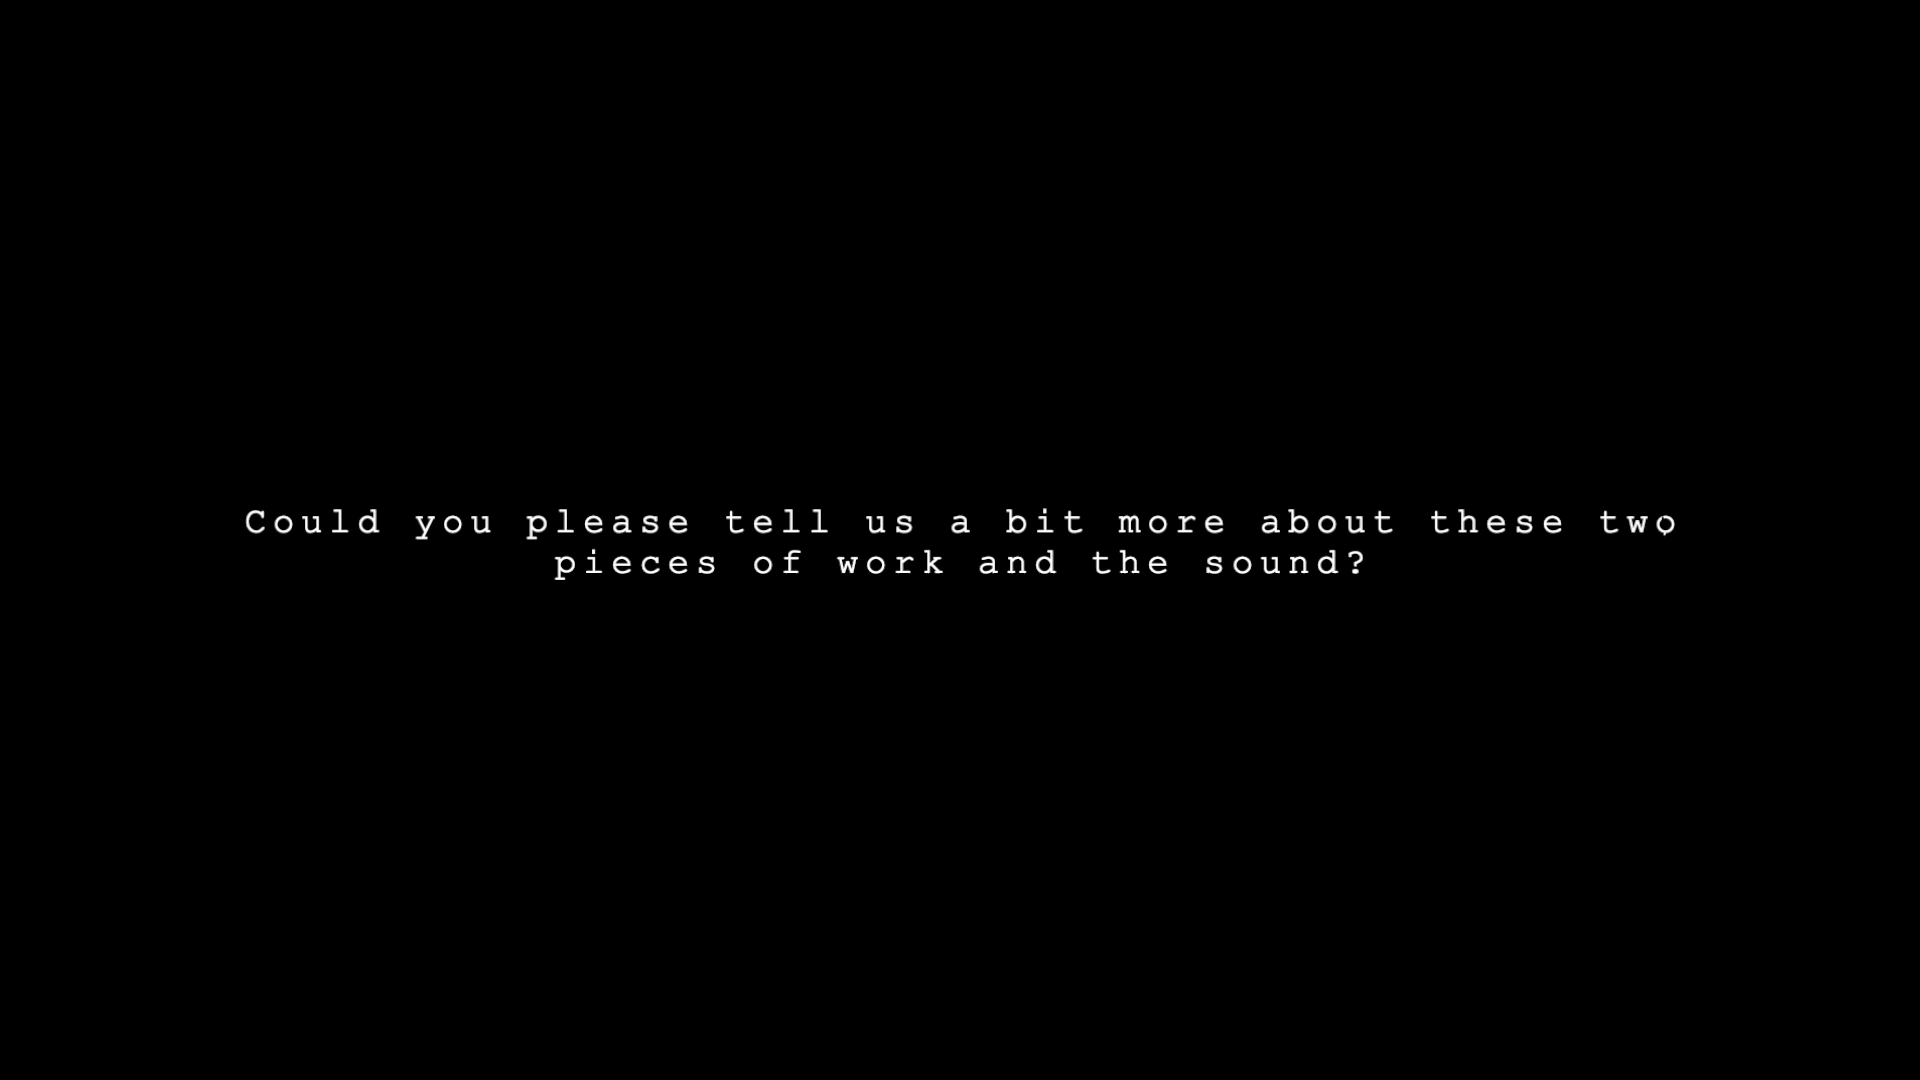 Could you please tell us a bit more about these two
pieces of work and the sound?